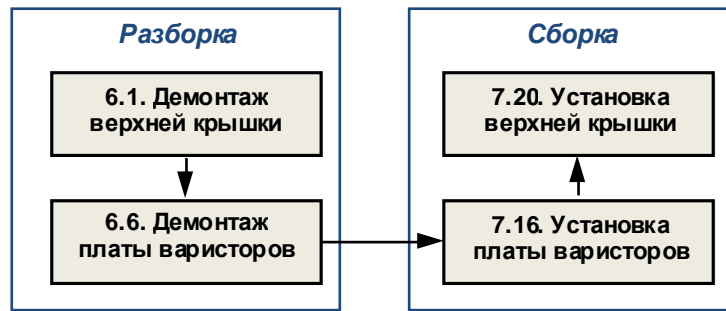 Разборка
6.1. Демонтаж
верхней крышки
6.6. Демонтаж
платы варисторов
Сборка
7.20. Установка
верхней крышки
7.16. Установка
платы варисторов